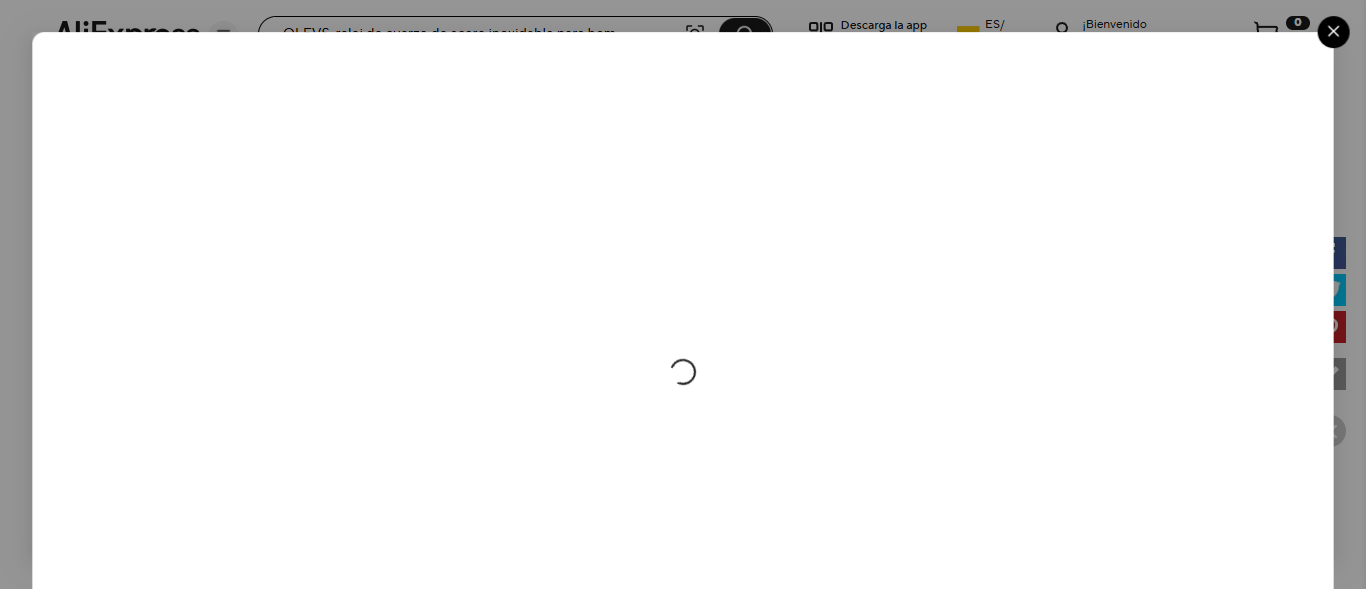 AliExpress
OLEVS-reloj de cuarzo de acero inoxidable para hom
Descarga la app
ES/
¡Bienvenido
0